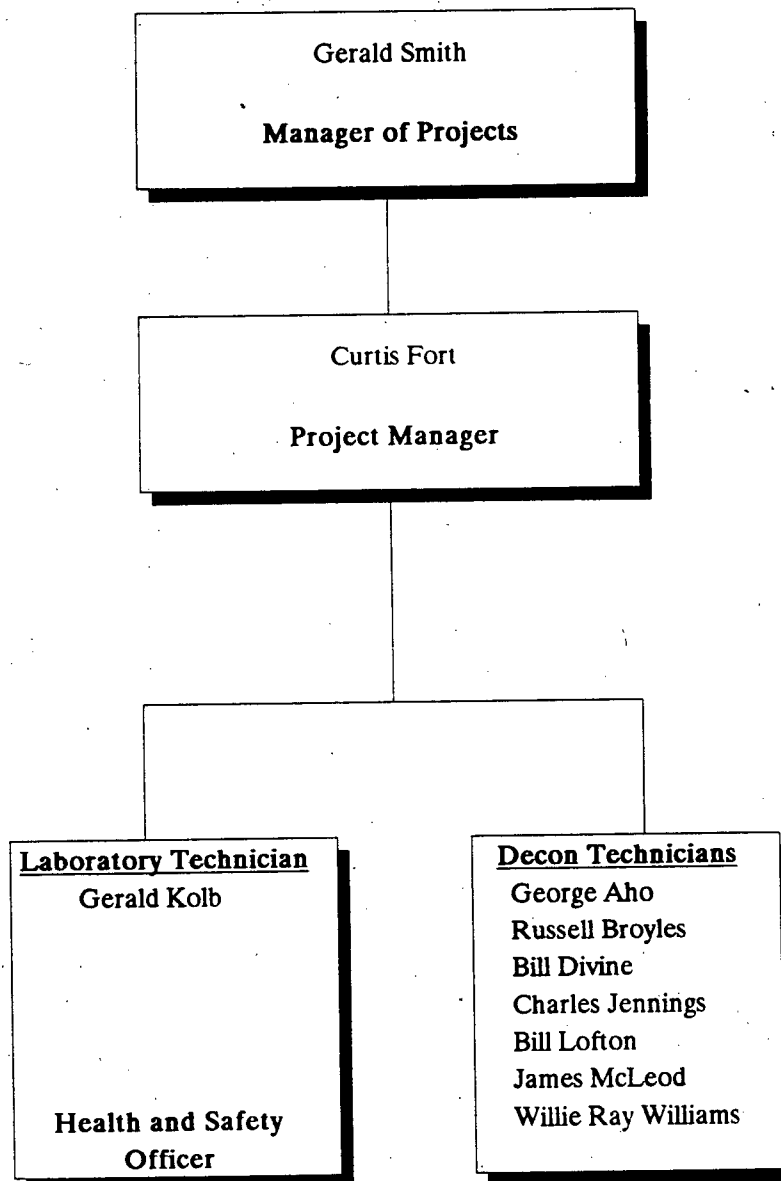 Gerald Smith
Manager of Projects
Curtis Fort
Project Manager
Laboratory Technician
Gerald Kolb
Health and Safety
Officer
Decon Technicians
George Aho
Russell Broyles
Bill Divine
Charles Jennings
Bill Lofton
James McLeod
Willie Ray Williams